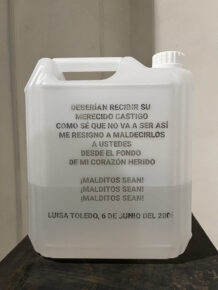 DEBERÍAN RECIBIR SU
MERECIDO CASTIGO
COMO SÉ QUE NO VA A SER ASÍ
ME RESIGNO A MALDECIRLOS
A USTEDES
DESDE EL FONDO
DE MI CORAZÓN HERIDO
¡MALDITOS SEAN!
¡MALDITOS SEAN!
¡MALDITOS SEAN!
LUISA TOLEDO, 6 DE JUNIO DEL